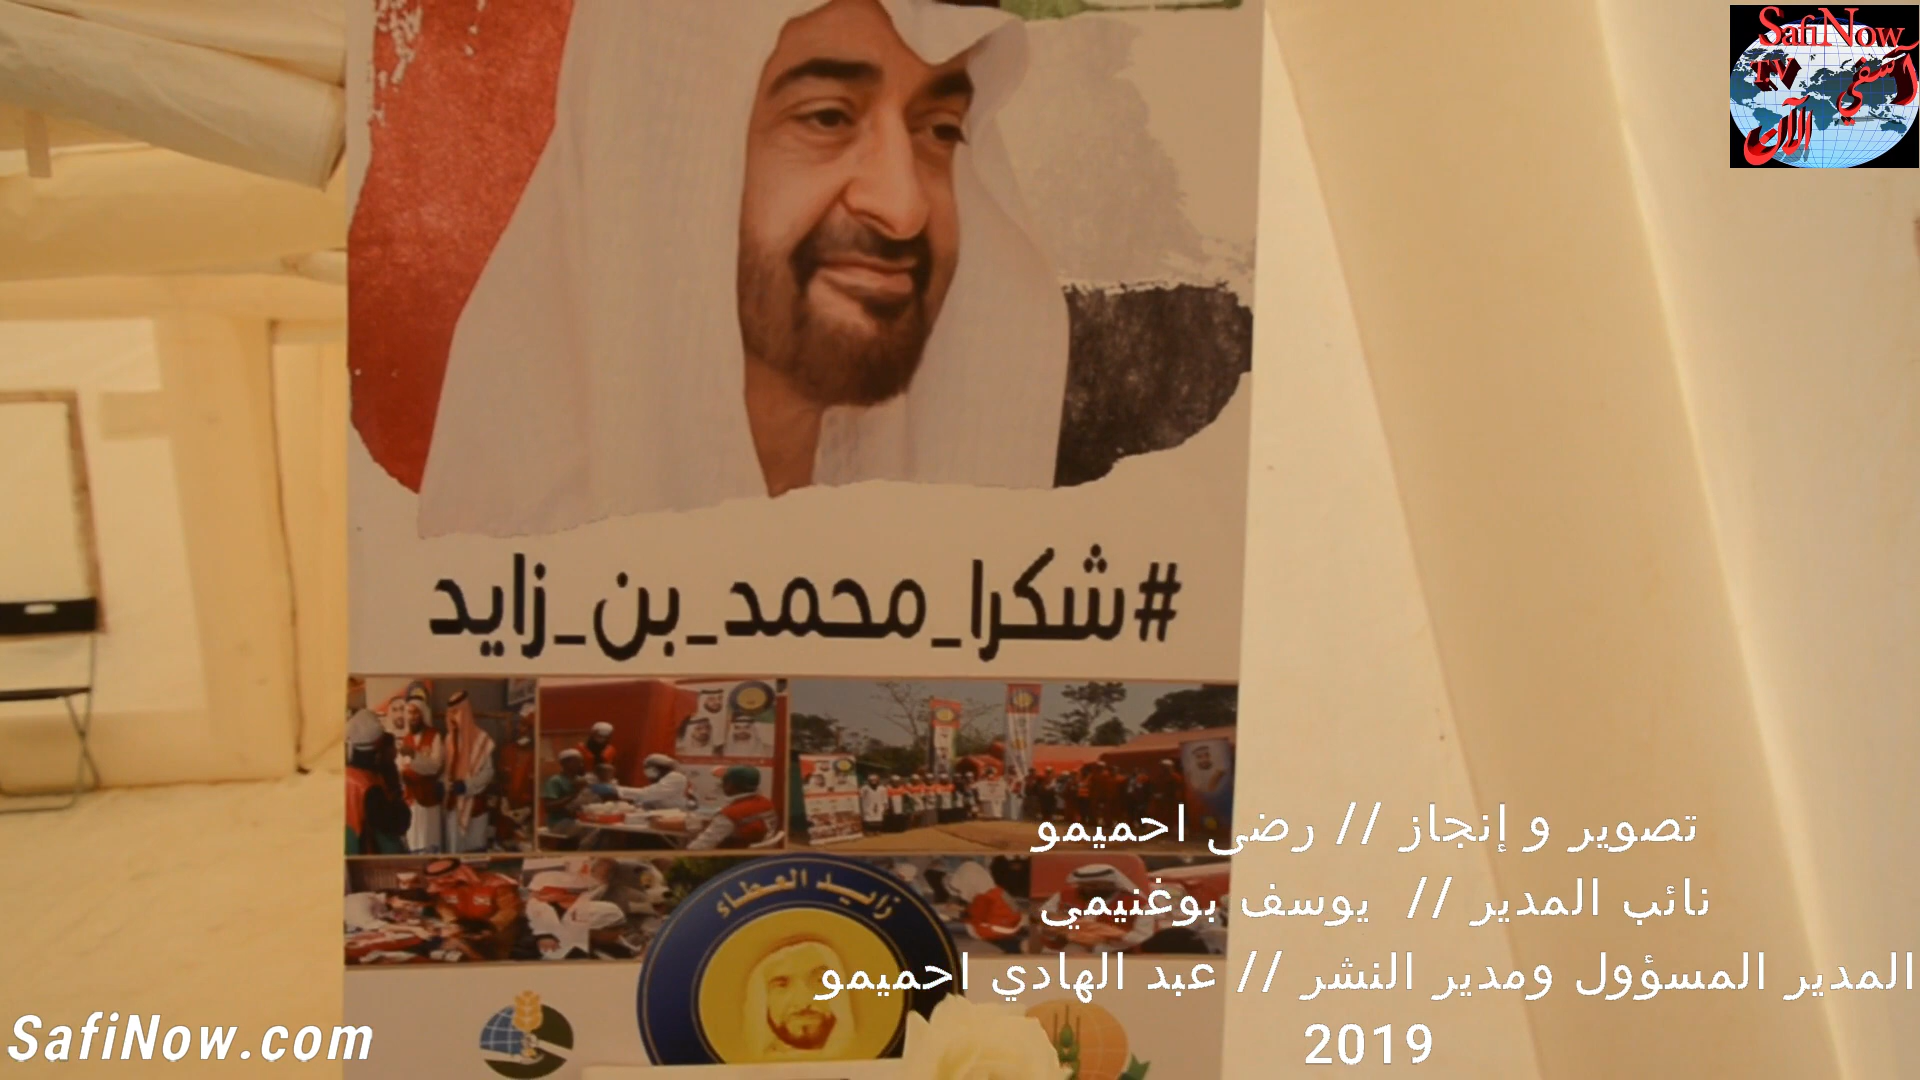 SafiNow
T.V
آسفي
الآن
#شكرا_محمد_بن_زايد
زايد العطاء
تصوير و إنجاز // رضى احميمو
نائب المدير // يوسف بوغنيمي
المدير المسؤول ومدير النشر // عبد الهادي احميمو
2019
SafiNow.com